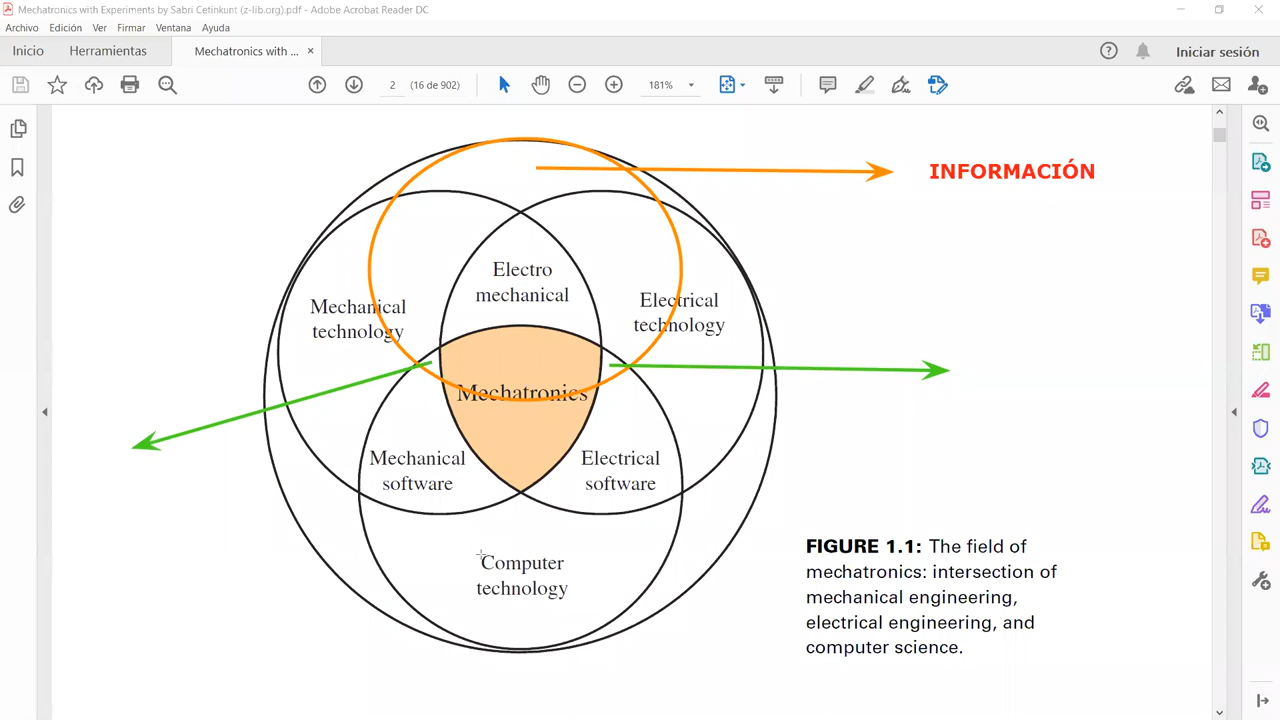 Mechatronics with Experiments by Sabri Cetinkunt (z-lib.org).pdf - Adobe Acrobat Reader DC
Archivo Edición Ver Firmar Ventana Ayuda
Inicio Herramientas Mechatronics with ... × Iniciar sesión
2 (16 de 902) 181%
INFORMACIÓN
Electro
mechanical
Mechanical
technology
Electrical
technology
Mechatronics
Mechanical
software
Electrical
software
Computer
technology
FIGURE 1.1: The field of
mechatronics: intersection of
mechanical engineering,
electrical engineering, and
computer science.